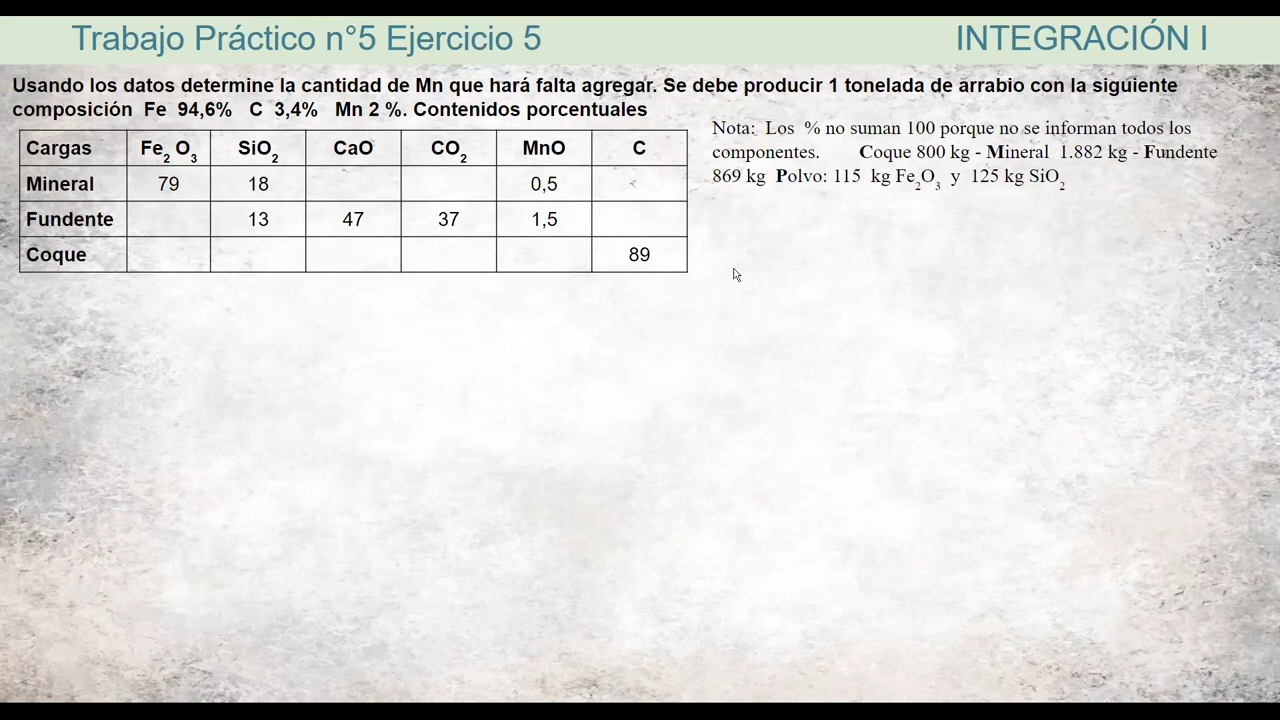 Trabajo Práctico n°5 Ejercicio 5 INTEGRACIÓN I
Usando los datos determine la cantidad de Mn que hará falta agregar. Se debe producir 1 tonelada de arrabio con la siguiente
composición Fe 94,6% C 3,4% Mn 2 %. Contenidos porcentuales
Cargas Fe2 O3 SiO2 CaO CO2 MnO C
Mineral 79 18 0,5
Fundente 13 47 37 1,5
Coque 89
Nota: Los % no suman 100 porque no se informan todos los
componentes. Coque 800 kg - Mineral 1.882 kg - Fundente
869 kg Polvo: 115 kg Fe2O3 y 125 kg SiO2